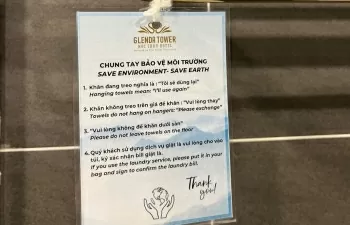 GLENDA TOWER
CHUNG TAY BẢO VỆ MÔI TRƯỜNG
SAVE ENVIRONMENT- SAVE EARTH
1. Khăn đang treo nghĩa là : "Tôi sẽ dùng lại"
Hanging towels mean: "I'll use again"
2. Khăn không treo trên giá để khăn : "Vui lòng thay"
Towels do not hang on hangers: "Please exchange"
3. "Vui lòng không để khăn dưới sàn"
Please do not leave towels on the floor
4. Quý khách sử dụng dịch vụ giặt là vui lòng cho vào
túi, ký xác nhận bill giặt là.
If you use the laundry service, please put it in your
bag and sign to confirm the laundry bill.
Thank
you!